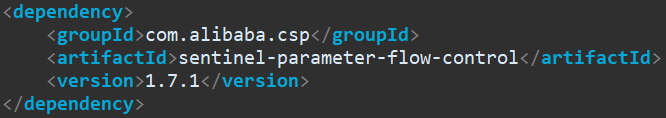 <dependency>
    <groupId>com.alibaba.csp</groupId>
    <artifactId>sentinel-parameter-flow-control</artifactId>
    <version>1.7.1</version>
</dependency>